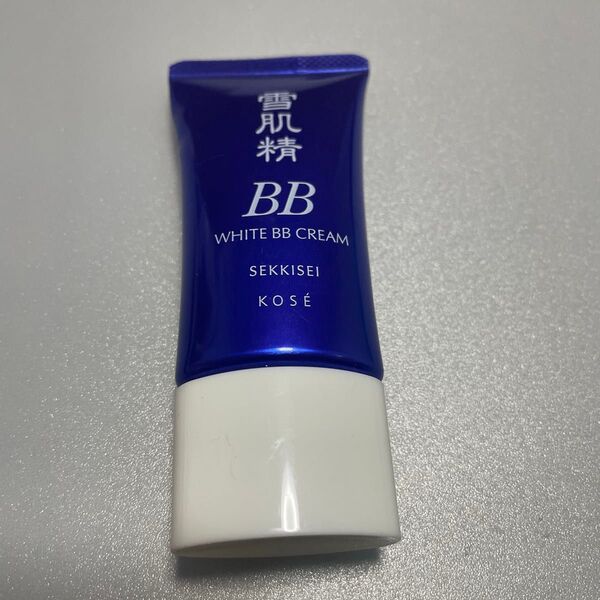 雪
肌
精
BB
WHITE BB CREAM
SEKKISEI
KOSÉ